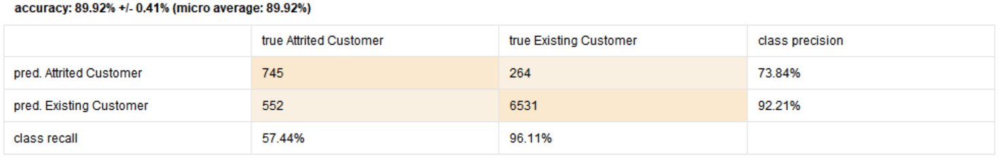 accuracy: 89.92% +/- 0.41% (micro average: 89.92%)
true Attrited Customer true Existing Customer class precision
pred. Attrited Customer 745 264 73.84%
pred. Existing Customer 552 6531 92.21%
class recall 57.44% 96.11%